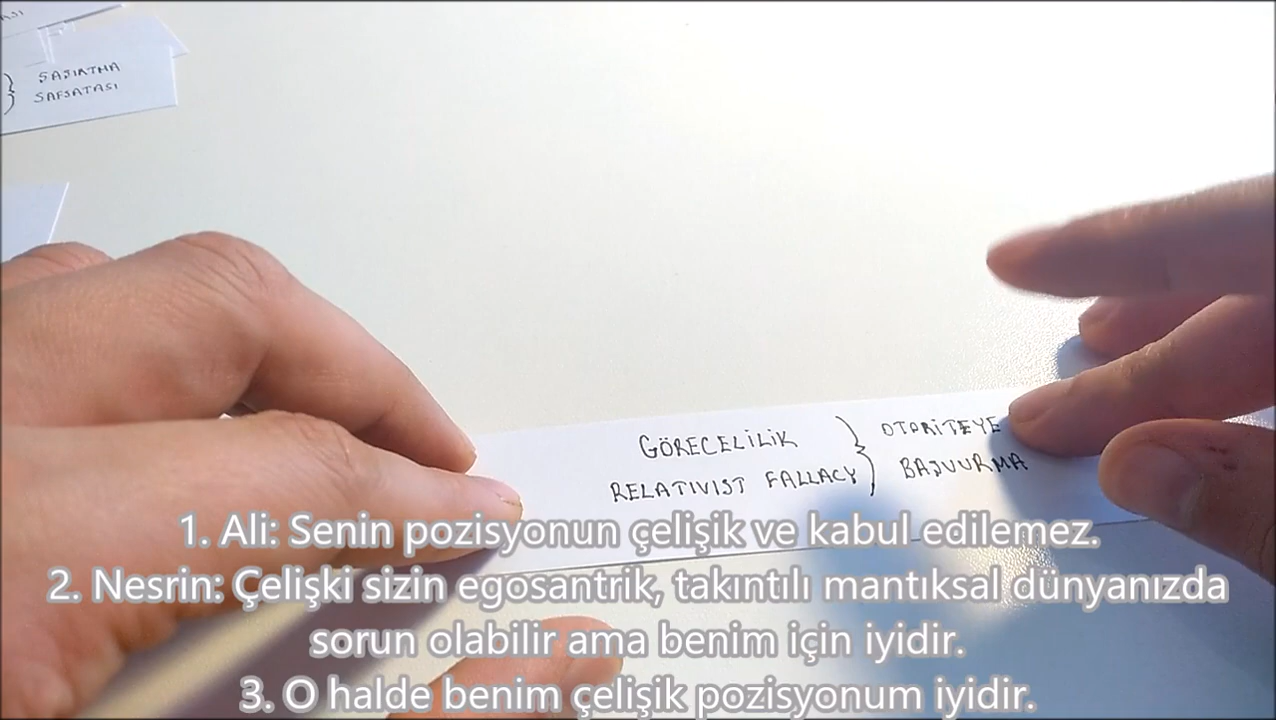 ŞAŞIRTMA
SAFSATASI
GÖRECELİLİK
RELATIVIST FALLACY
OTORİTEYE
BAŞVURMA
1. Ali: Senin pozisyonun çelişik ve kabul edilemez.
2. Nesrin: Çelişki sizin egosantrik, takıntılı mantıksal dünyanızda
sorun olabilir ama benim için iyidir.
3. O halde benim çelişik pozisyonum iyidir.